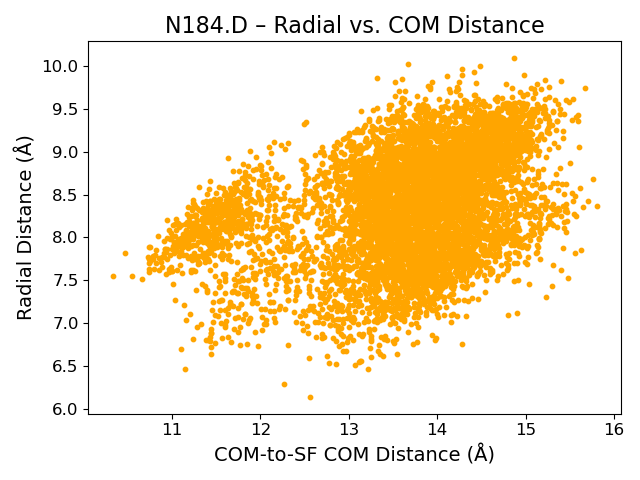 N184.D – Radial vs. COM Distance
Radial Distance (Å)
10.0
9.5
9.0
8.5
8.0
7.5
7.0
6.5
6.0
11 12 13 14 15 16
COM-to-SF COM Distance (Å)